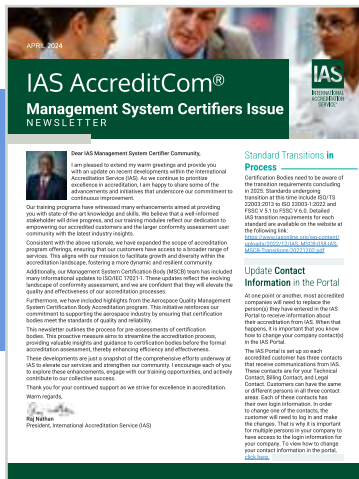 APRIL 2024
IAS AccreditCom®
Management System Certifiers Issue
NEWSLETTER
IAS
INTERNATIONAL
ACCREDITATION
SERVICE®
Dear IAS Management System Certifier Community,
I am pleased to extend my warm greetings and provide you
with an update on recent developments within the International
Accreditation Service (IAS). As we continue to prioritize
excellence in accreditation, I am happy to share some of the
advancements and initiatives that underscore our commitment to
continuous improvement.
Our training programs have witnessed many enhancements aimed at proving
you with state-of-the-art knowledge and skills. We believe that a well-informed
stakeholder will drive progress, and our training modules reflect our dedication to
empowering our accredited customers and the larger conformity assessment user
community with the latest industry insights.
Consistent with the above rationale, we have expanded the scope of accreditation
program offerings, ensuring that our customers have access to a broader range of
services. This aligns with our mission to facilitate growth and diversity within the
accreditation landscape, fostering a more dynamic and resilient community.
Additionally, our Management System Certification Body (MSCB) team has included
many informational updates to ISO/IEC 17021-1. These updates reflect the evolving
landscape of conformity assessment, and we are confident that they will elevate the
quality and effectiveness of our accreditation processes.
Furthermore, we have included highlights from the Aerospace Quality Management
System Certification Body Accreditation program. This initiative reinforces our
commitment to supporting the aerospace industry by ensuring that certification
bodies meet the standards of quality and reliability.
This newsletter outlines the process for pre-assessments of certification
bodies. This proactive measure aims to streamline the accreditation process,
providing valuable insights and guidance to certification bodies before the formal
accreditation assessment, thereby enhancing efficiency and effectiveness.
These developments are just a snapshot of the comprehensive efforts underway at
IAS to elevate our services and strengthen our community. I encourage each of you
to explore these enhancements, engage with our training opportunities, and actively
contribute to our collective success.
Thank you for your continued support as we strive for excellence in accreditation.
Warm regards,
Raj Nathan
President, International Accreditation Service (IAS)
Standard Transitions in
Process
Certification Bodies need to be aware of
the transition requirements concluding
in 2025. Standards undergoing
transition at this time include ISO/TS
22003:2013 to ISO 22003-1:2022 and
FSSC V 5.1 to FSSC V 6.0. Detailed
IAS transition requirements for each
standard are available on the website at
the following link:
Update Contact
Information in the Portal
At one point or another, most accredited
companies will need to replace the
person(s) they have entered in the IAS
Portal to receive information about
their accreditation from IAS. When that
happens, it is important that you know
how to change your company contact(s)
in the IAS Portal.
The IAS Portal is set up so each
accredited customer has three contacts
that receive communications from IAS.
These contacts are for your Technical
Contact, Billing Contact, and Legal
Contact. Customers can have the same
or different persons in all three contact
areas. Each of these contacts has
their own login information. In order
to change one of the contacts, the
customer will need to log in and make
the changes. That is why it is important
for multiple persons in your company to
have access to the login information for
your company. To view how to change
your contact information in the portal,
click here.